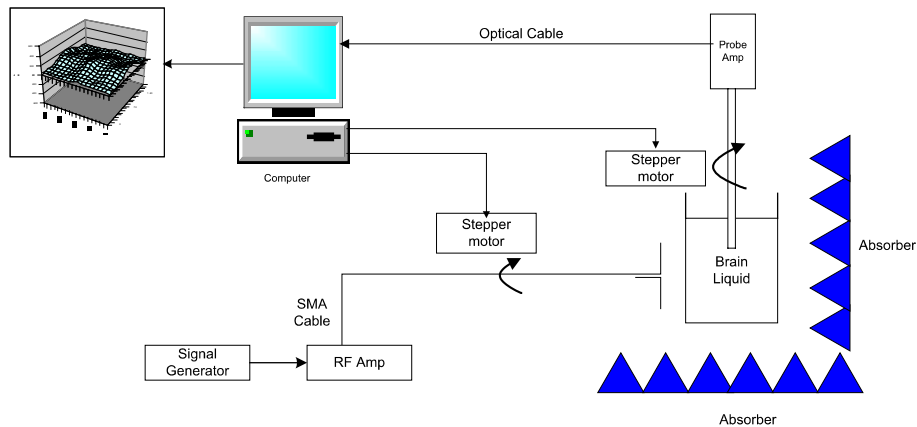 Optical Cable
Probe
Amp
Stepper
motor
Computer
Stepper
motor
Absorber
Brain
Liquid
SMA
Cable
Signal
Generator
RF Amp
Absorber